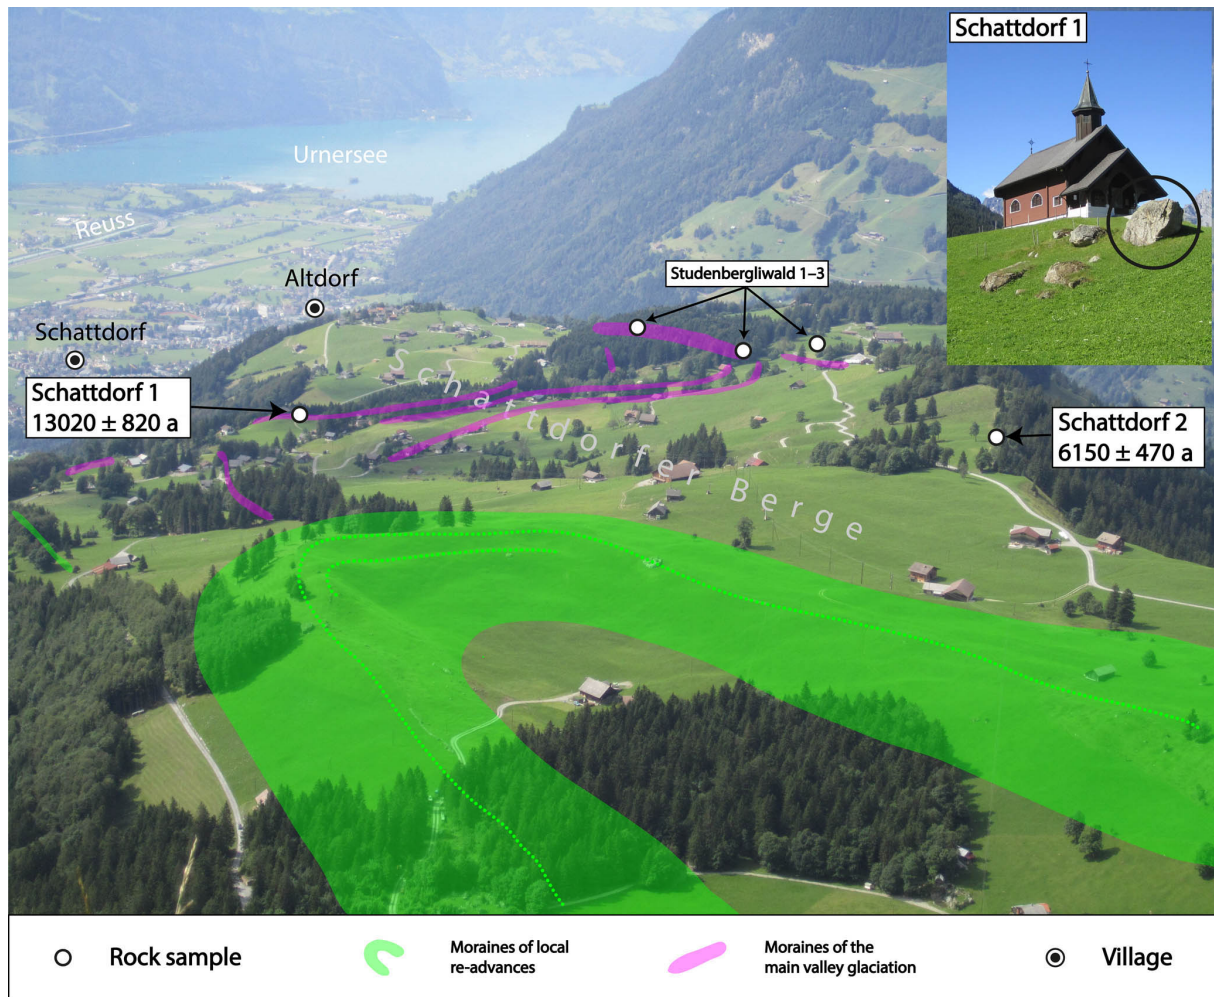 Schattdorf 1
Urnersee
Reuss
Altdorf
Studenbergliwald 1–3
Schattdorf
Schattdorf 1
13020 ± 820 a
Schattdorfer Berge
Schattdorf 2
6150 ± 470 a
Rock sample
Moraines of local
re-advances
Moraines of the
main valley glaciation
Village